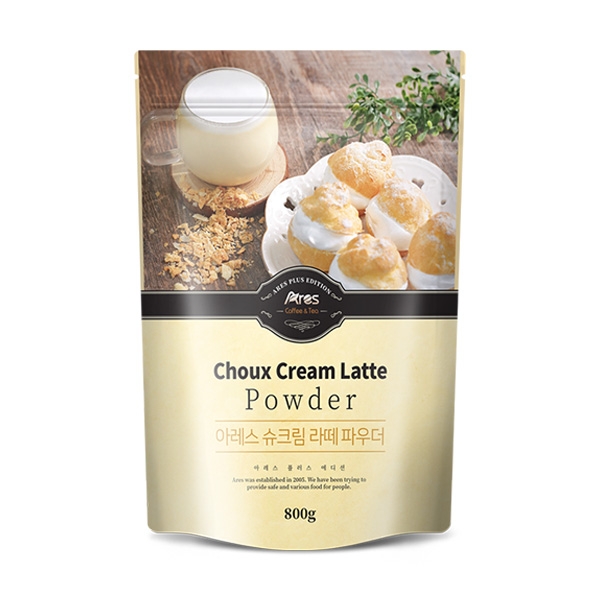 ARES PLUS EDITION
Ares
Coffee & Tea
Choux Cream Latte
Powder
아레스 슈크림 라떼 파우더
아레스 플러스 에디션
Ares was established in 2005. We have been trying to
provide safe and various food for people.
800g